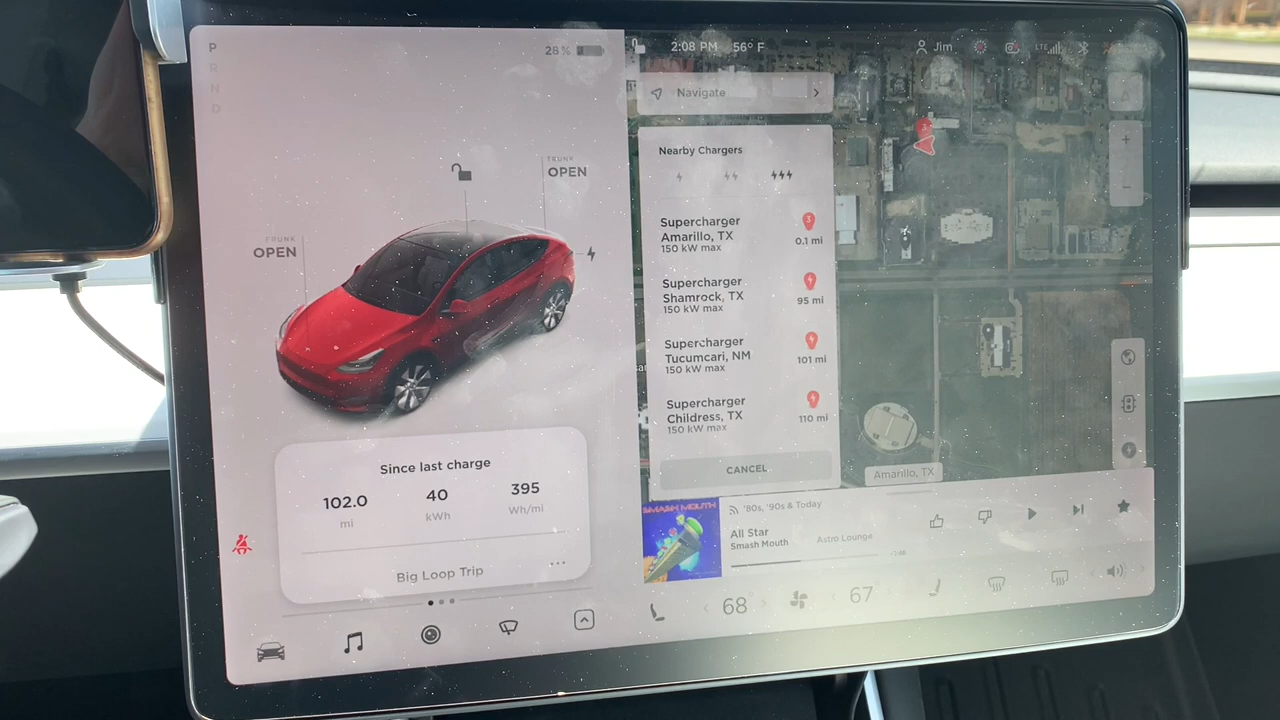 P
R
N
D
28 %
2:08 PM
56° F
Jim
LTE
Navigate
Nearby Chargers
Supercharger
Amarillo, TX
150 kW max
3
0.1 mi
Supercharger
Shamrock, TX
150 kW max
95 mi
Supercharger
Tucumcari, NM
150 kW max
101 mi
Supercharger
Childress, TX
150 kW max
110 mi
CANCEL
TRUNK
OPEN
FRUNK
OPEN
Since last charge
102.0
mi
40
kWh
395
Wh/mi
Big Loop Trip
Amarillo, TX
SMASH MOUTH
'80s, '90s & Today
All Star
Smash Mouth
Astro Lounge
68
67